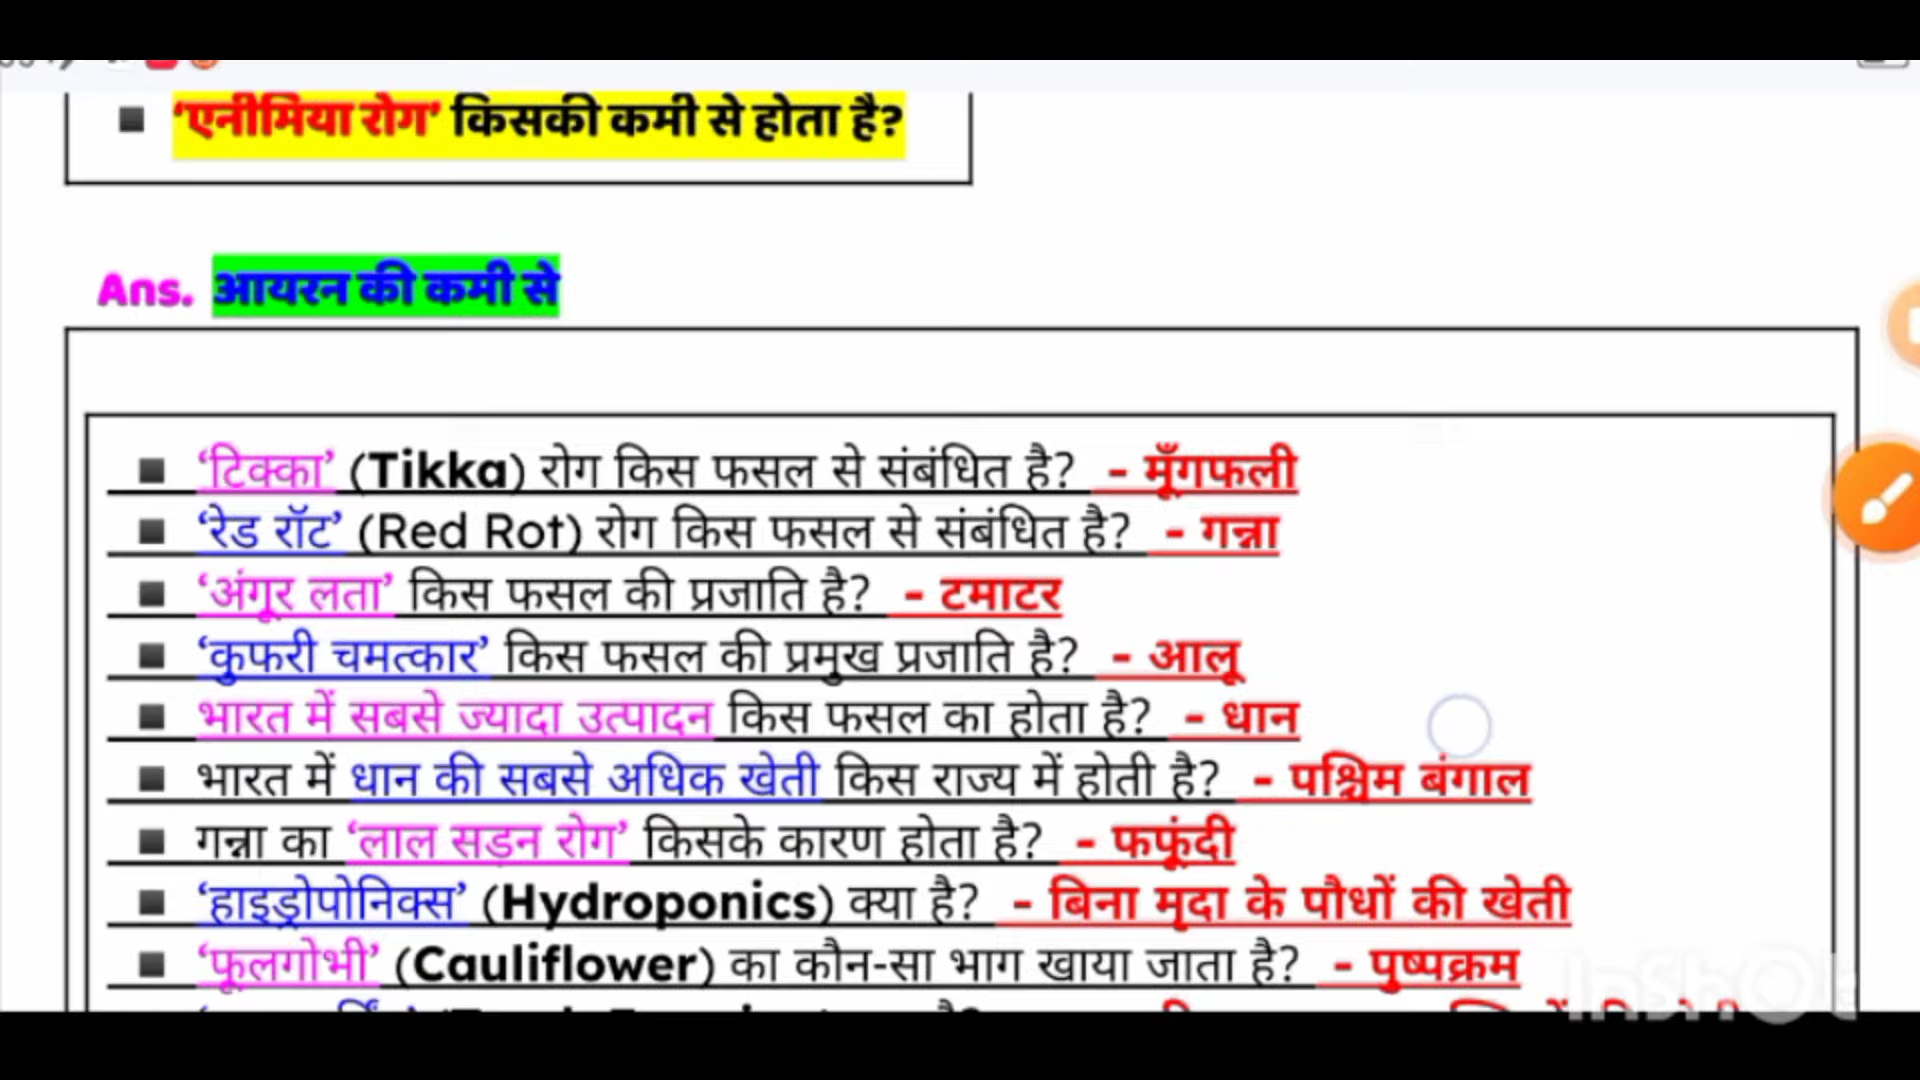 ▪ ‘एनीमिया रोग’ किसकी कमी से होता है?
Ans. आयरन की कमी से
▪ ‘टिक्का’ (Tikka) रोग किस फसल से संबंधित है? - मूँगफली
▪ ‘रेड रॉट’ (Red Rot) रोग किस फसल से संबंधित है? - गन्ना
▪ ‘अंगूर लता’ किस फसल की प्रजाति है? - टमाटर
▪ ‘कुफरी चमत्कार’ किस फसल की प्रमुख प्रजाति है? - आलू
▪ भारत में सबसे ज्यादा उत्पादन किस फसल का होता है? - धान
▪ भारत में धान की सबसे अधिक खेती किस राज्य में होती है? - पश्चिम बंगाल
▪ गन्ना का ‘लाल सड़न रोग’ किसके कारण होता है? - फफूंदी
▪ ‘हाइड्रोपोनिक्स’ (Hydroponics) क्या है? - बिना मृदा के पौधों की खेती
▪ ‘फूलगोभी’ (Cauliflower) का कौन-सा भाग खाया जाता है? - पुष्पक्रम
InShOt